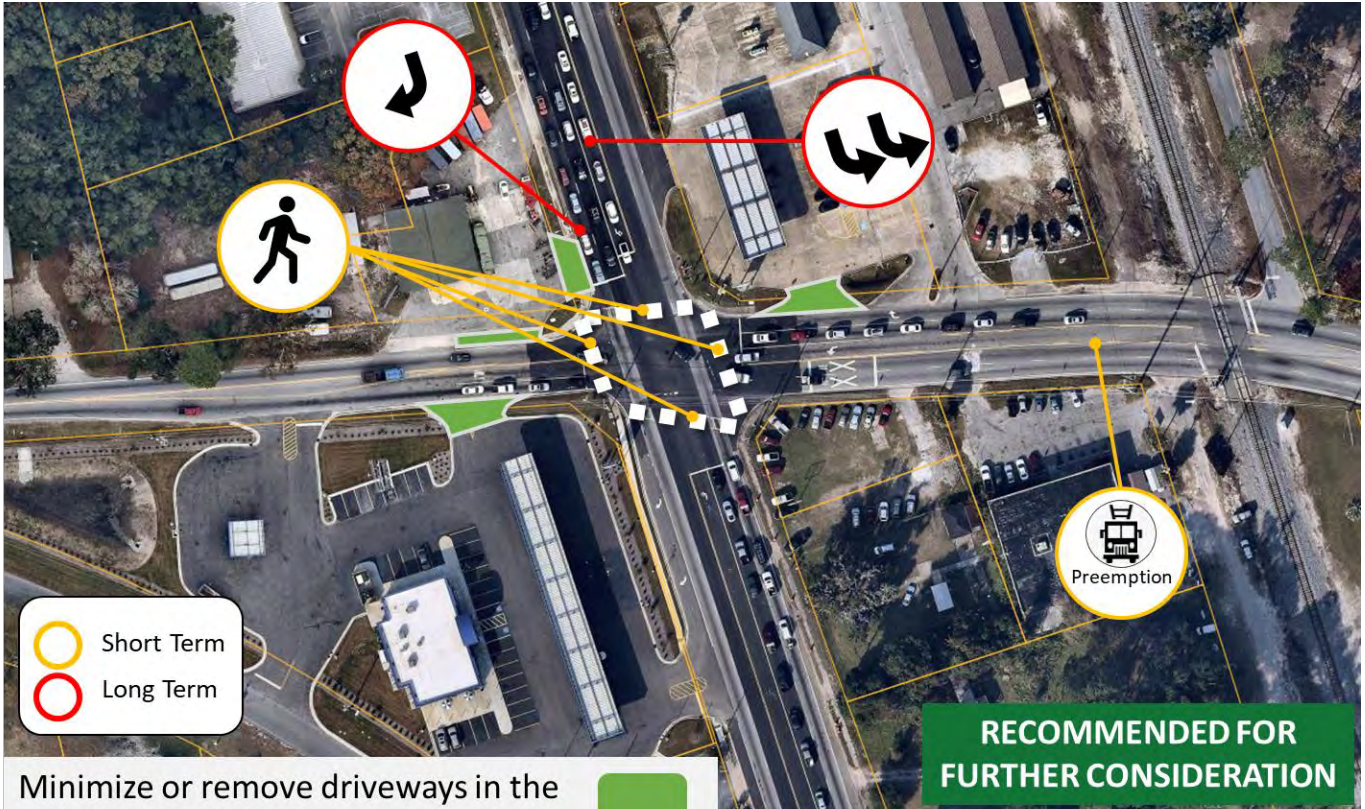 Preemption
Short Term
Long Term
Minimize or remove driveways in the
RECOMMENDED FOR
FURTHER CONSIDERATION